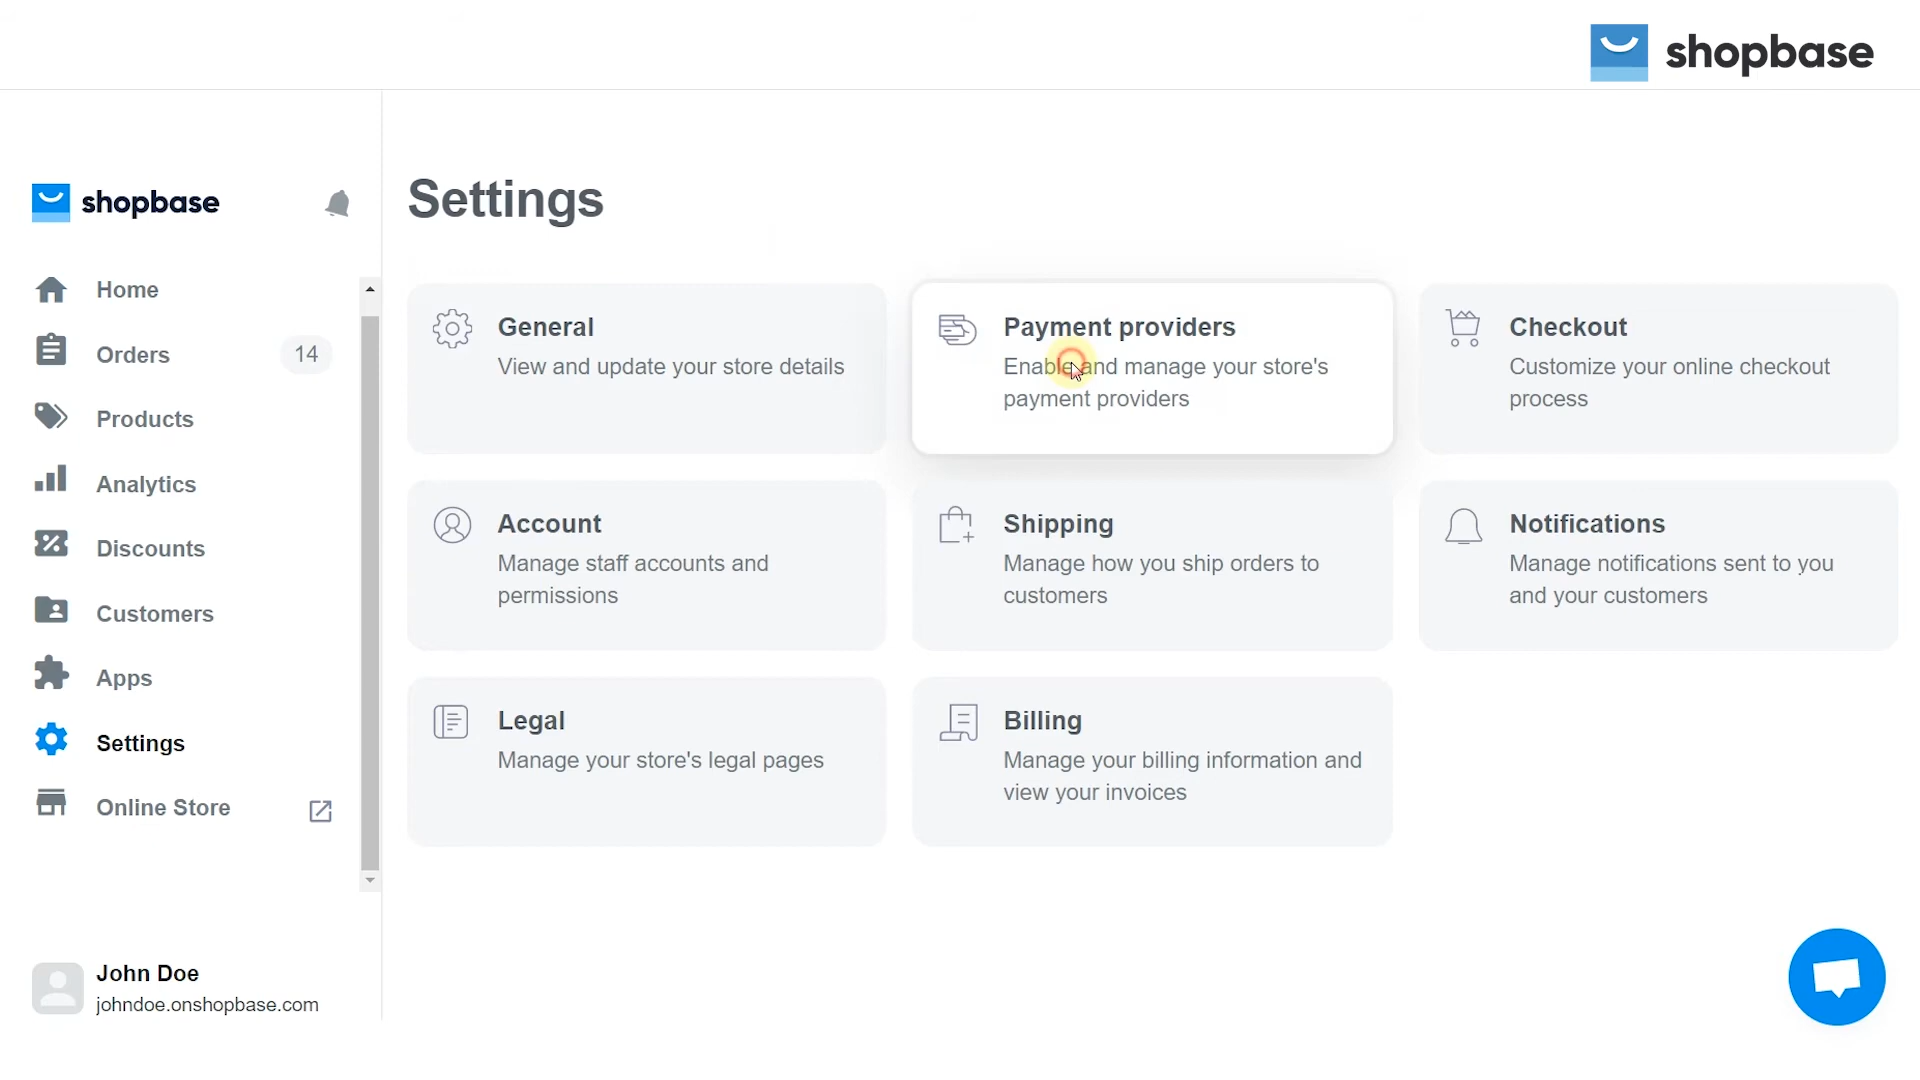 shopbase
shopbase
Settings
Home
Orders
14
Products
Analytics
Discounts
Customers
Apps
Settings
Online Store
John Doe
johndoe.onshopbase.com
General
View and update your store details
Payment providers
Enable and manage your store's
payment providers
Checkout
Customize your online checkout
process
Account
Manage staff accounts and
permissions
Shipping
Manage how you ship orders to
customers
Notifications
Manage notifications sent to you
and your customers
Legal
Manage your store's legal pages
Billing
Manage your billing information and
view your invoices